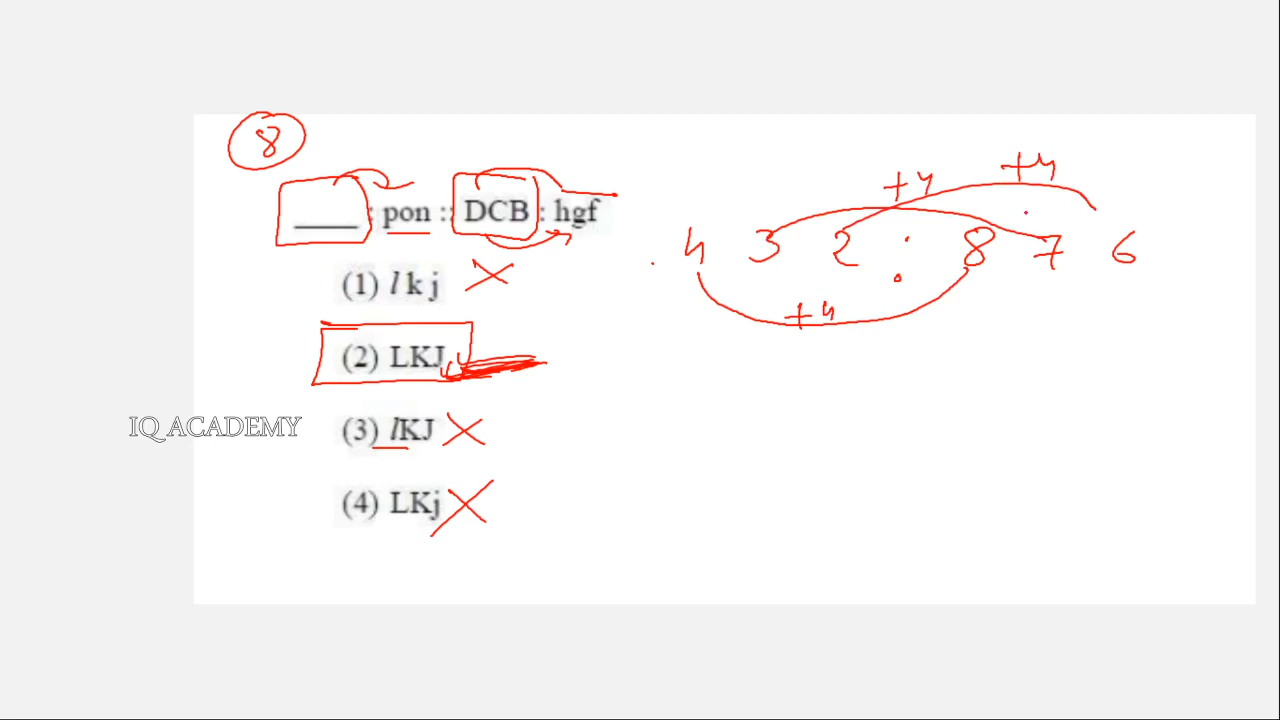 8
____ : pon :: DCB : hgf
(1) l k j
(2) LKJ
(3) lKJ
(4) LKj
+4 +4
4 3 2 : 8 7 6
+4
IQ ACADEMY